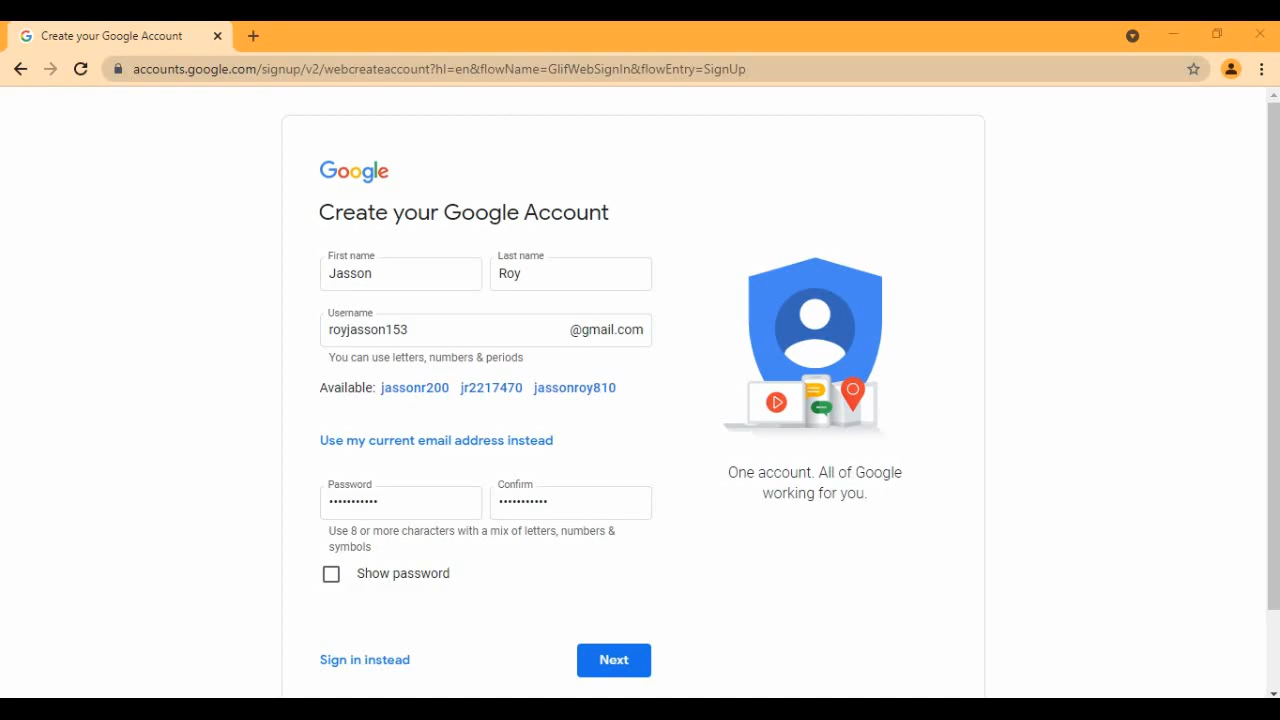 Create your Google Account
accounts.google.com/signup/v2/webcreateaccount?hl=en&flowName=GlifWebSignIn&flowEntry=SignUp
Google
Create your Google Account
First name
Jasson
Last name
Roy
Username
royjasson153 @gmail.com
You can use letters, numbers & periods
Available: jassonr200 jr2217470 jassonroy810
Use my current email address instead
Password
•••••••••••
Confirm
•••••••••••
Use 8 or more characters with a mix of letters, numbers &
symbols
Show password
Sign in instead
Next
One account. All of Google
working for you.